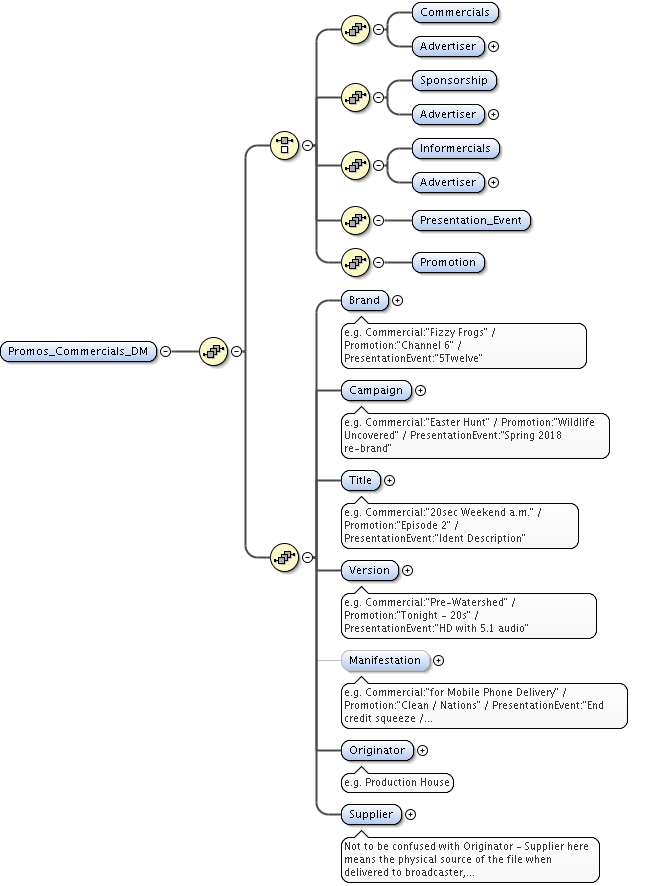 Commercials
Advertiser
Sponsorship
Advertiser
Informercials
Advertiser
Presentation_Event
Promotion
Promos_Commercials_DM
Brand
e.g. Commercial:"Fizzy Frogs" /
Promotion:"Channel 6" /
PresentationEvent:"5Twelve"
Campaign
e.g. Commercial:"Easter Hunt" / Promotion:"Wildlife
Uncovered" / PresentationEvent:"Spring 2018
re-brand"
Title
e.g. Commercial:"20sec Weekend a.m." /
Promotion:"Episode 2" /
PresentationEvent:"Ident Description"
Version
e.g. Commercial:"Pre-Watershed" /
Promotion:"Tonight - 20s" /
PresentationEvent:"HD with 5.1 audio"
Manifestation
e.g. Commercial:"for Mobile Phone Delivery" /
Promotion:"Clean / Nations" / PresentationEvent:"End
credit squeeze /...
Originator
e.g. Production House
Supplier
Not to be confused with Originator - Supplier here
means the physical source of the file when
delivered to broadcaster,...